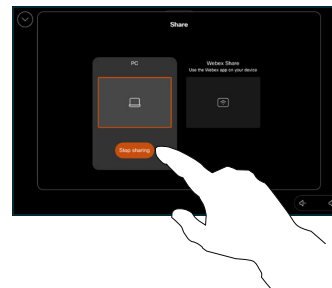 Share
PC
Webex Share
Use the Webex app on your device
Stop sharing